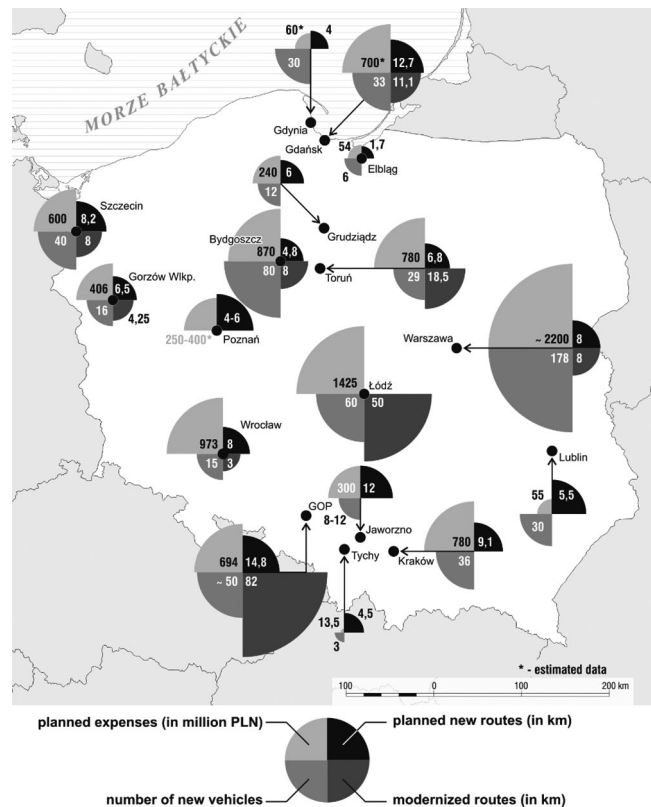 MORZE BAŁTYCKIE
60*
4
30
Gdynia
700*
12,7
33
11,1
Gdańsk
54
1,7
6
Elbląg
240
6
12
Grudziądz
600
8,2
40
8
Szczecin
Bydgoszcz
870
4,8
80
8
780
6,8
29
18,5
Toruń
Gorzów Wlkp.
406
6,5
16
4,25
4-6
250-400*
Poznań
Warszawa
~ 2200
8
178
8
1425
Łódź
60
50
Wrocław
973
8
15
3
Lublin
55
5,5
30
GOP
300
12
8-12
Jaworzno
Tychy
Kraków
780
9,1
36
694
14,8
~ 50
82
13,5
4,5
3
* - estimated data
100
0
100
200 km
planned expenses (in million PLN)
planned new routes (in km)
number of new vehicles
modernized routes (in km)